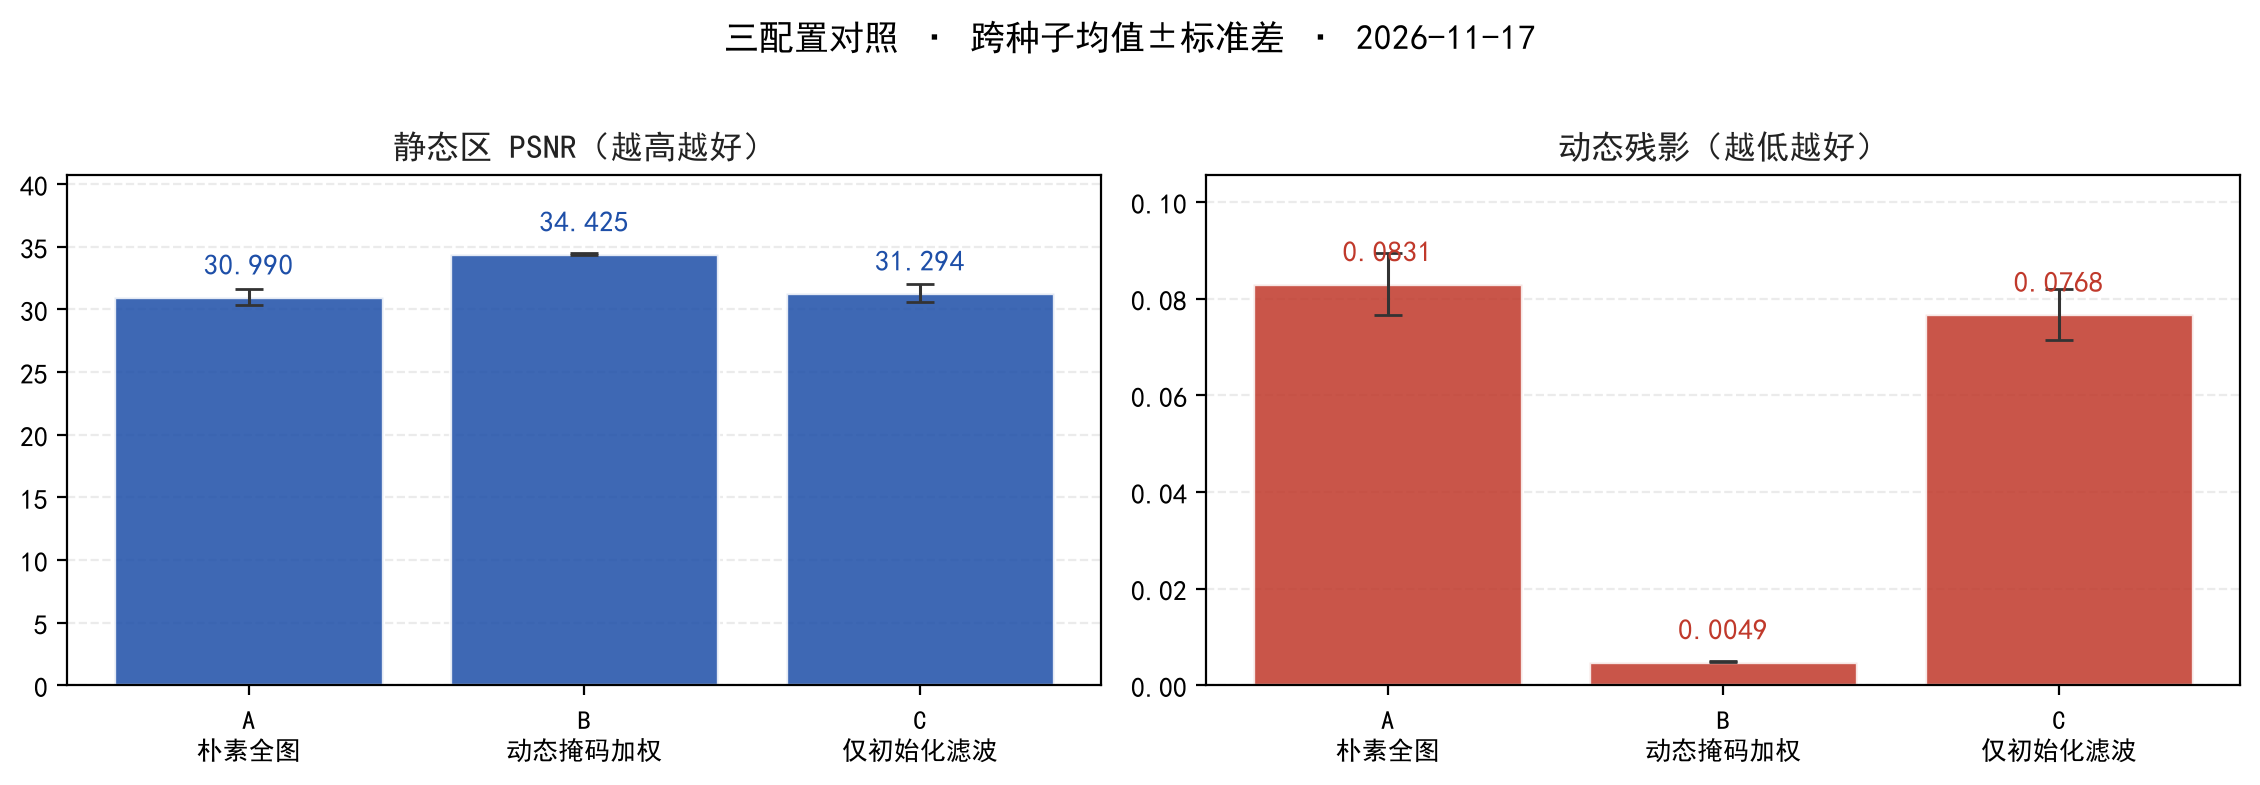 三配置对照 · 跨种子均值±标准差 · 2026-11-17
静态区 PSNR（越高越好）
40
35
30
25
20
15
10
5
0
30.990
34.425
31.294
A
朴素全图
B
动态掩码加权
C
仅初始化滤波
动态残影（越低越好）
0.10
0.08
0.06
0.04
0.02
0.00
0.0831
0.0049
0.0768
A
朴素全图
B
动态掩码加权
C
仅初始化滤波